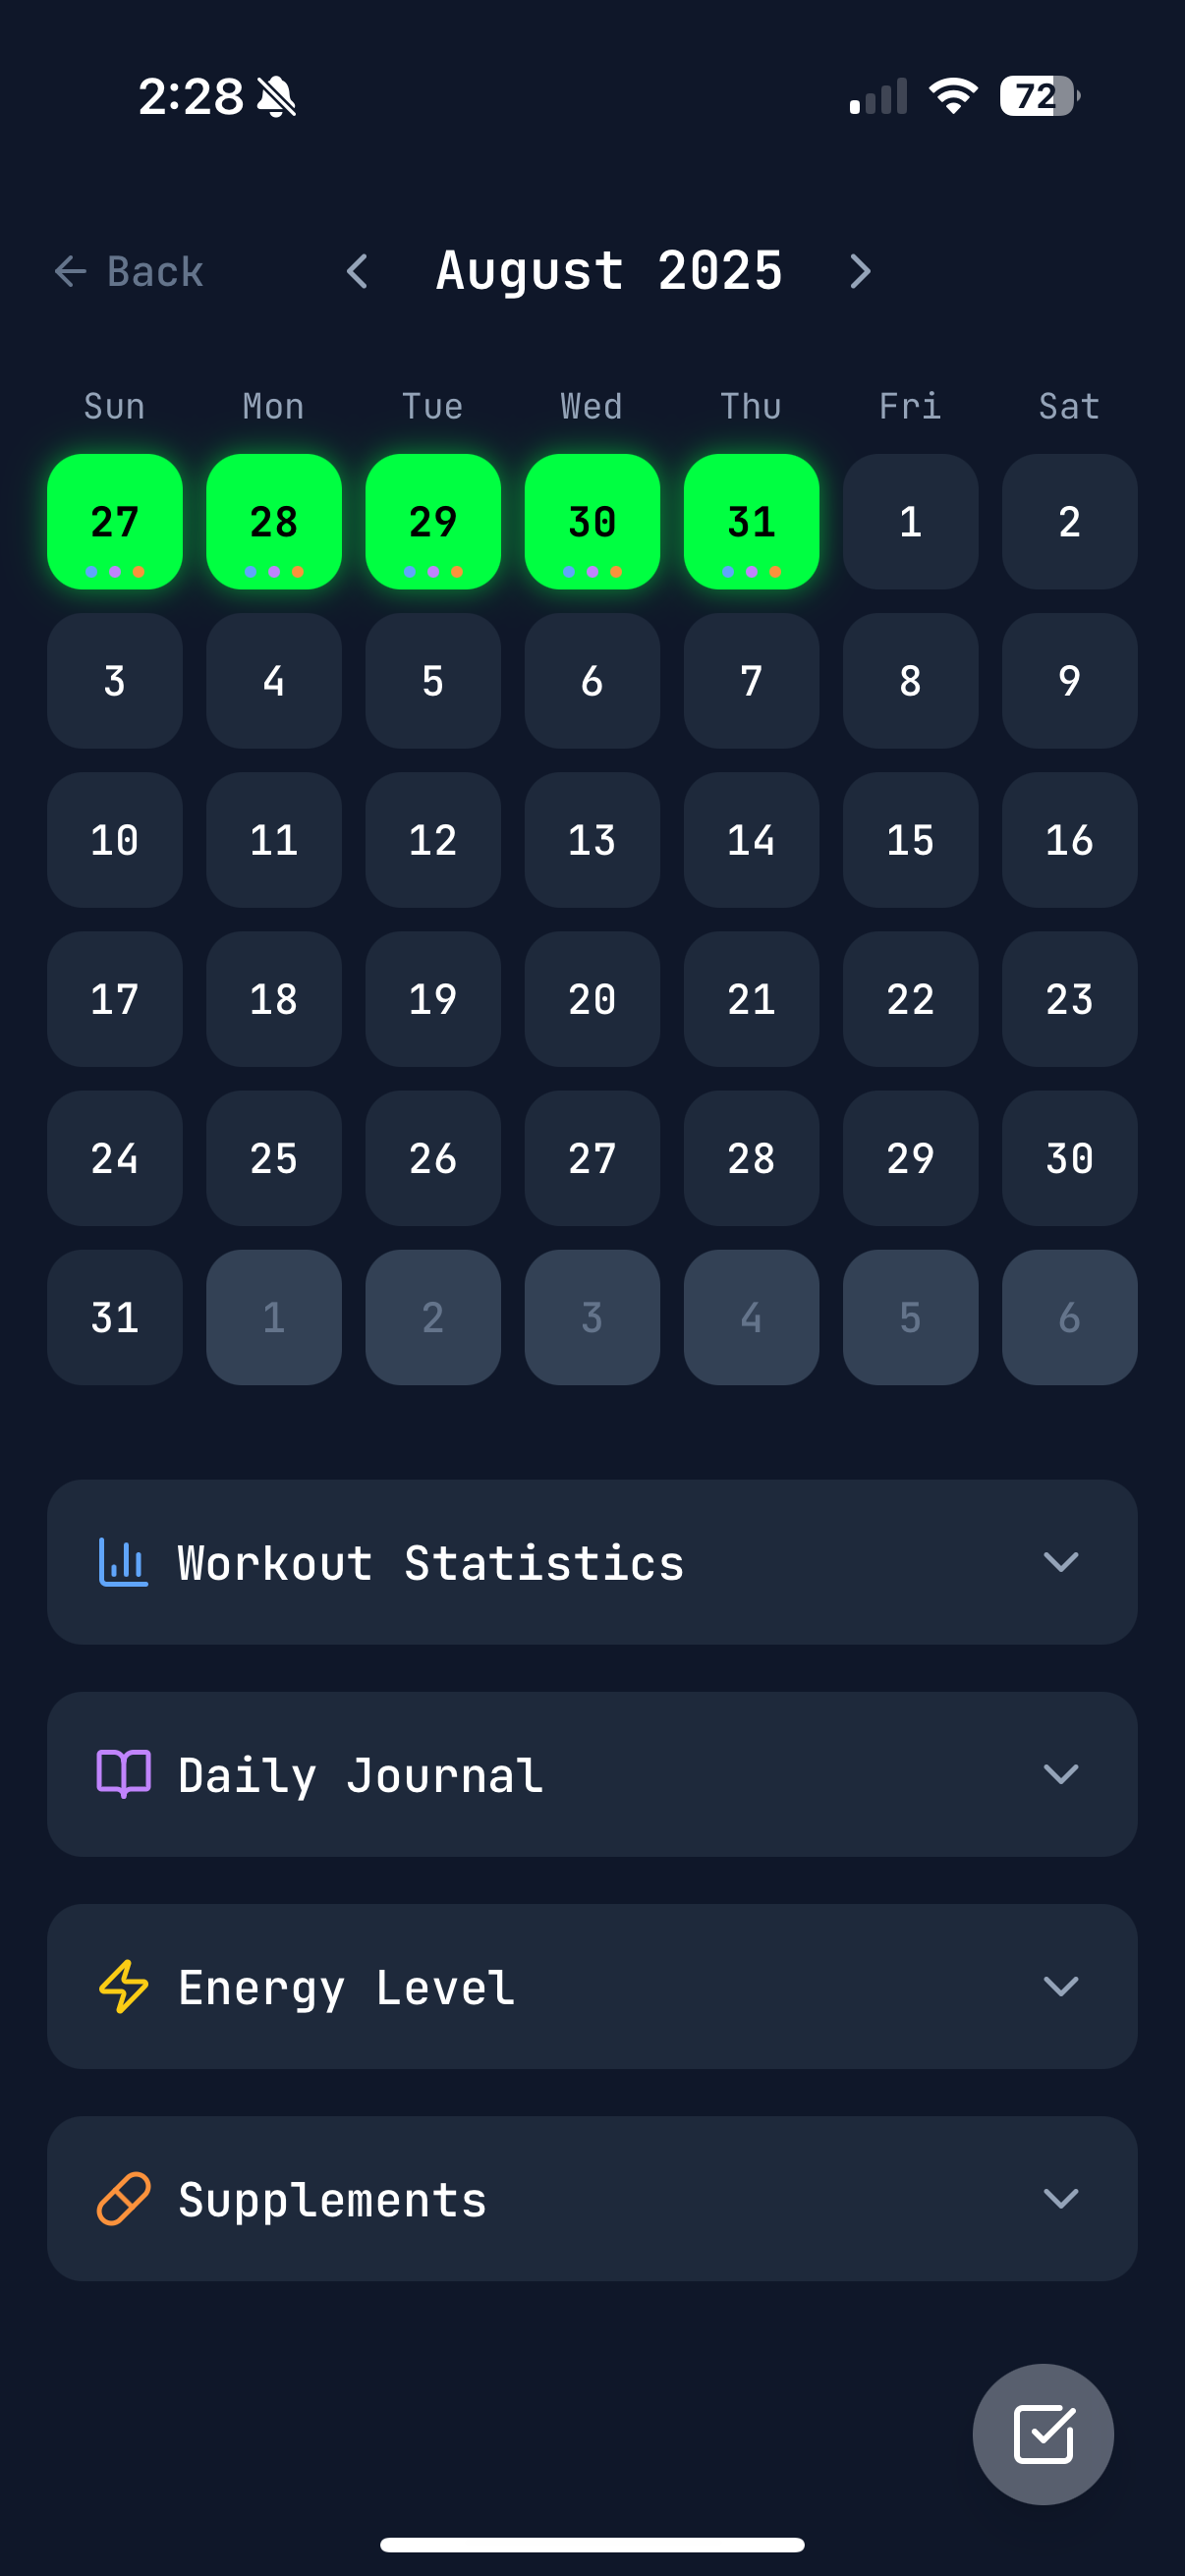 2:28 72
Back August 2025
Sun Mon Tue Wed Thu Fri Sat
27 28 29 30 31 1 2
3 4 5 6 7 8 9
10 11 12 13 14 15 16
17 18 19 20 21 22 23
24 25 26 27 28 29 30
31 1 2 3 4 5 6
Workout Statistics
Daily Journal
Energy Level
Supplements